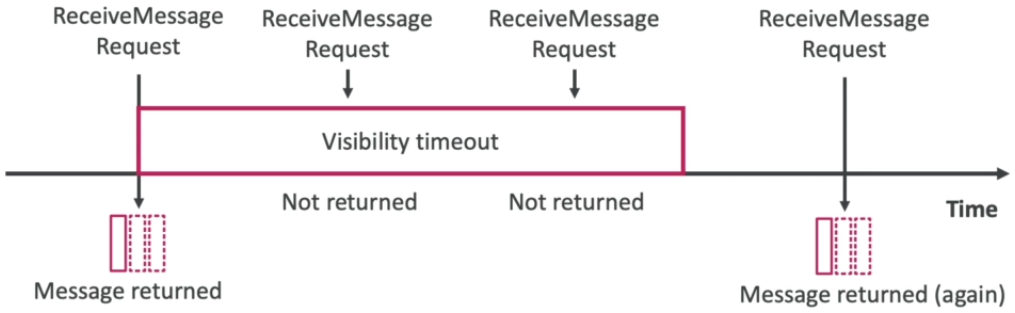 ReceiveMessage
Request
ReceiveMessage
Request
ReceiveMessage
Request
ReceiveMessage
Request
Visibility timeout
Not returned
Not returned
Time
Message returned
Message returned (again)